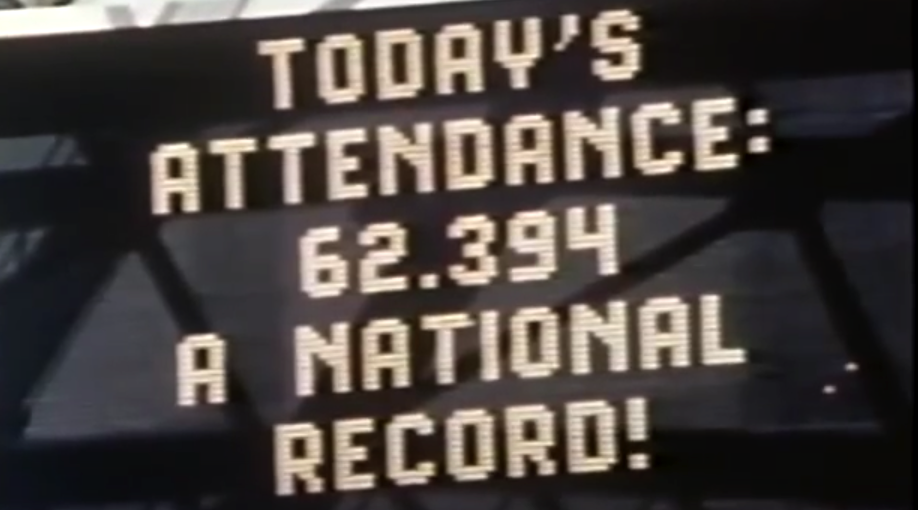 TODAY'S
ATTENDANCE:
62.394
A NATIONAL
RECORD!